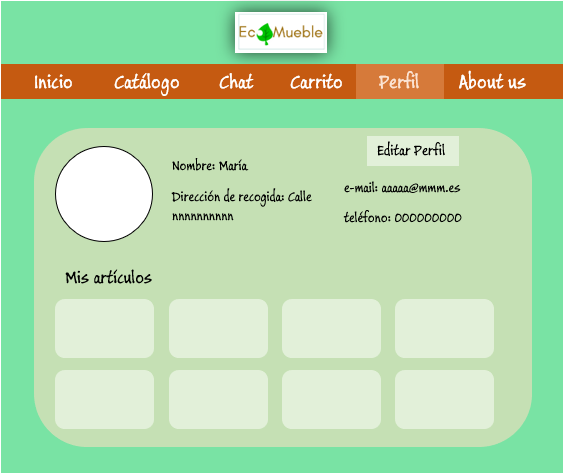 EcoMueble
Inicio Catálogo Chat Carrito Perfil About us
Editar Perfil
Nombre: María
e-mail: aaaaa@mmm.es
Dirección de recogida: Calle
nnnnnnnnnn
teléfono: 000000000
Mis artículos